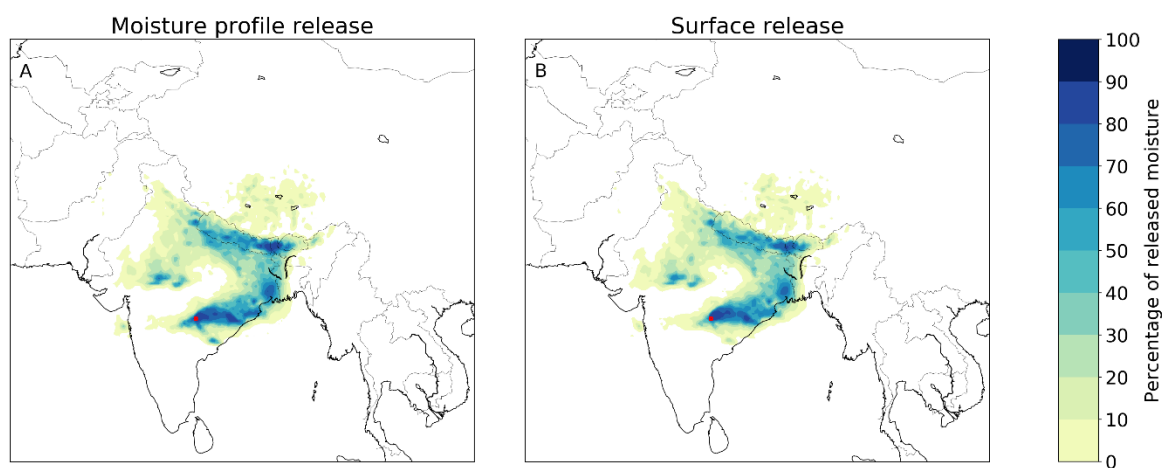 Moisture profile release
Surface release
A
B
100
90
80
70
60
50
40
30
20
10
0
Percentage of released moisture